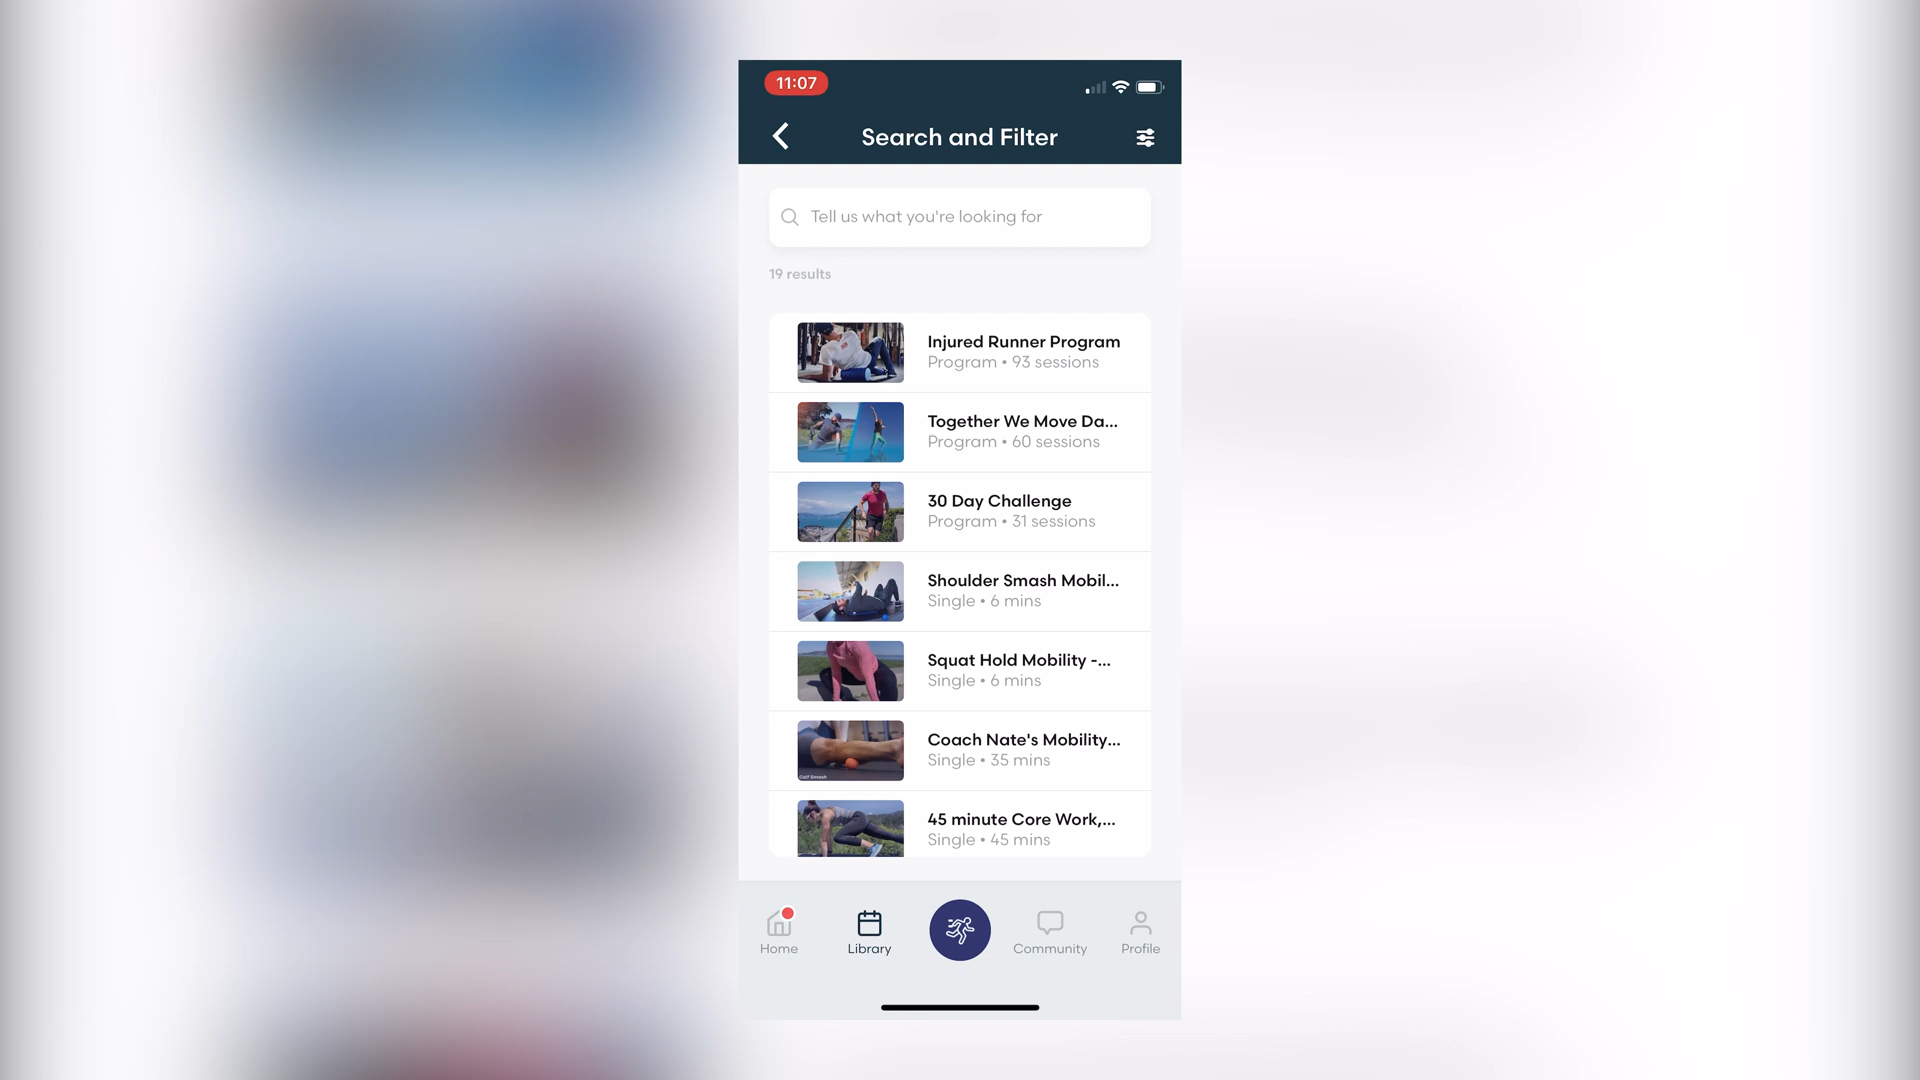 11:07
Search and Filter
Tell us what you're looking for
19 results
Injured Runner Program
Program • 93 sessions
Together We Move Da...
Program • 60 sessions
30 Day Challenge
Program • 31 sessions
Shoulder Smash Mobil...
Single • 6 mins
Squat Hold Mobility -...
Single • 6 mins
Coach Nate's Mobility...
Single • 35 mins
Calf Smash
45 minute Core Work,...
Single • 45 mins
Home
Library
Community
Profile